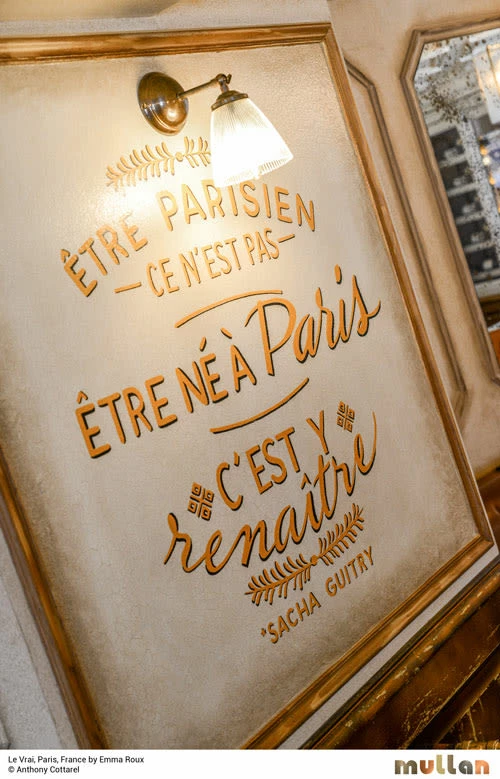 ÊTRE PARISIEN
—CE N'EST PAS—
ÊTRE NÉ À Paris
C'EST Y
renaître
*SACHA GUITRY
Le Vrai, Paris, France by Emma Roux
© Anthony Cottarel
mullan